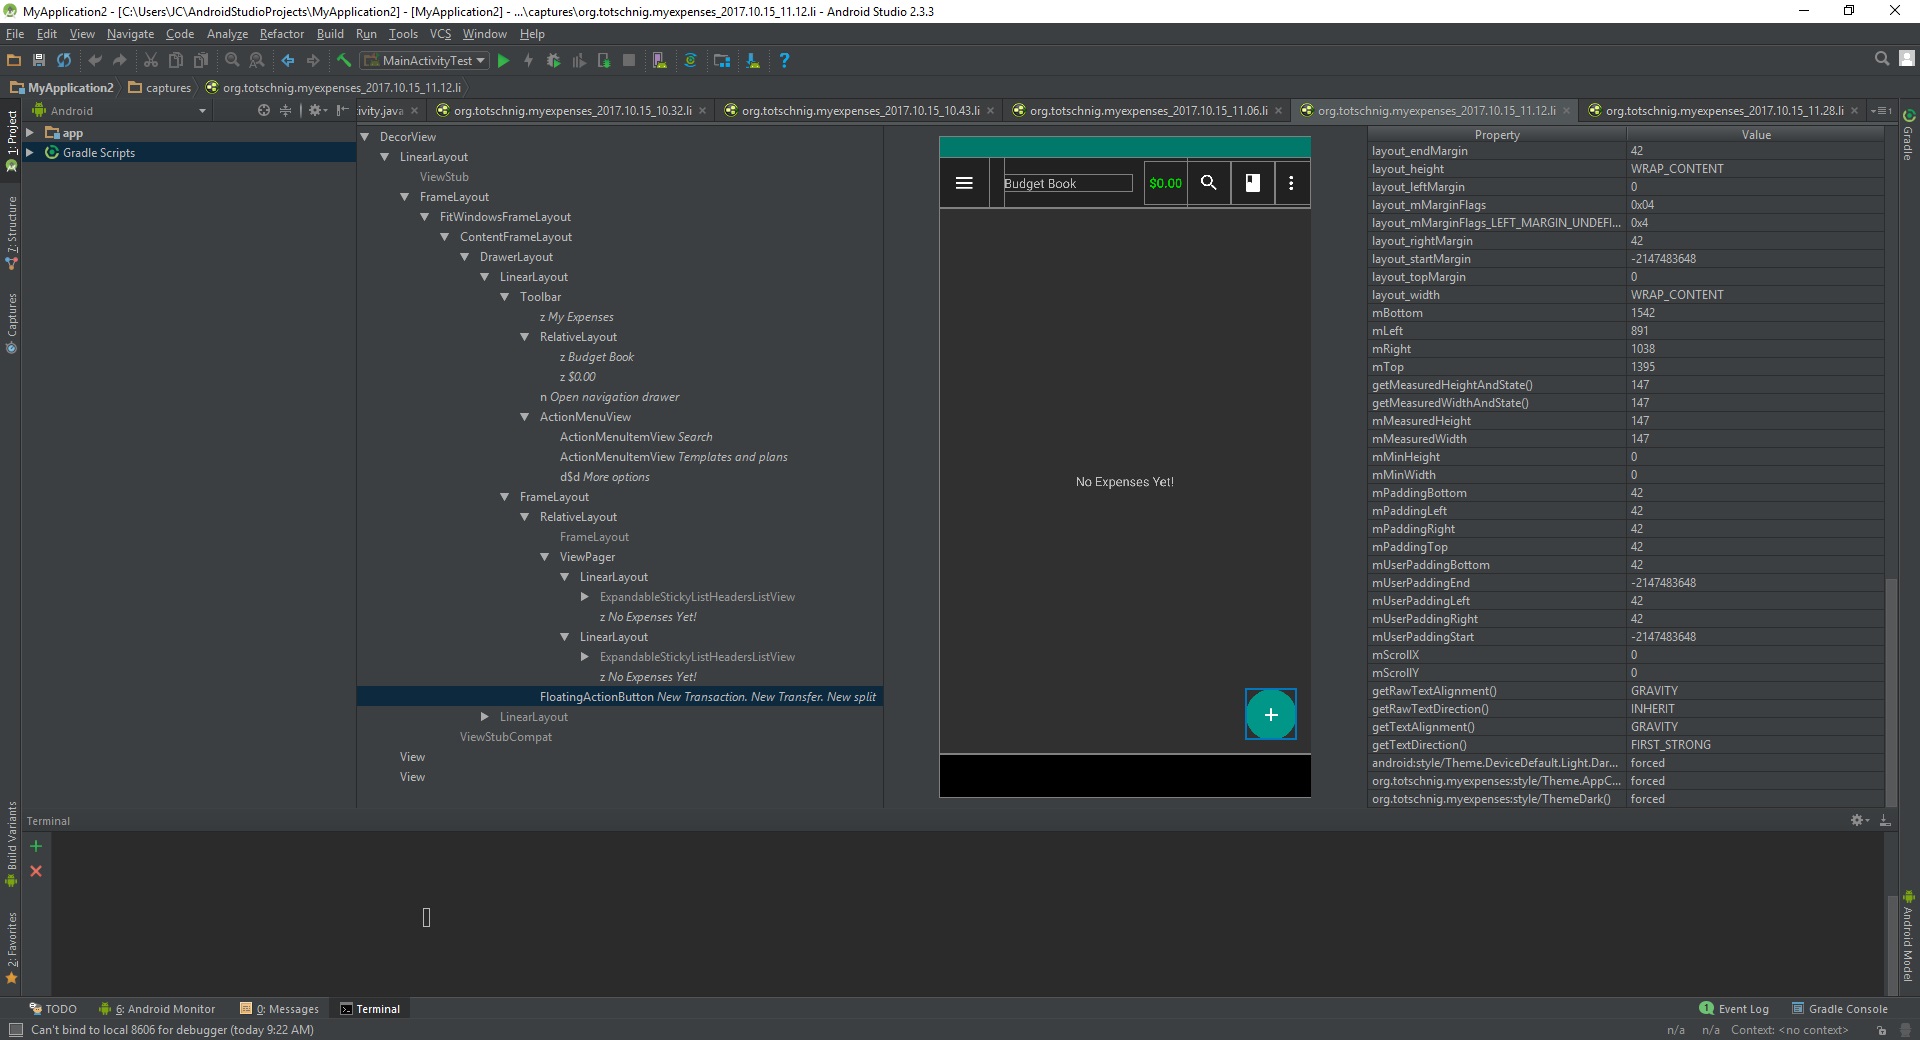 MyApplication2 - [C:\Users\JC\AndroidStudioProjects\MyApplication2] - [MyApplication2] - ...\captures\org.totschnig.myexpenses_2017.10.15_11.12.li - Android Studio 2.3.3
File Edit View Navigate Code Analyze Refactor Build Run Tools VCS Window Help
MainActivityTest
MyApplication2 captures org.totschnig.myexpenses_2017.10.15_11.12.li
Android
ivity.java org.totschnig.myexpenses_2017.10.15_10.32.li org.totschnig.myexpenses_2017.10.15_10.43.li org.totschnig.myexpenses_2017.10.15_11.06.li org.totschnig.myexpenses_2017.10.15_11.12.li org.totschnig.myexpenses_2017.10.15_11.28.li
1: Project
7: Structure
Captures
Build Variants
2: Favorites
app
Gradle Scripts
DecorView
LinearLayout
ViewStub
FrameLayout
FitWindowsFrameLayout
ContentFrameLayout
DrawerLayout
LinearLayout
Toolbar
z My Expenses
RelativeLayout
z Budget Book
z $0.00
n Open navigation drawer
ActionMenuView
ActionMenuItemView Search
ActionMenuItemView Templates and plans
d$d More options
FrameLayout
RelativeLayout
FrameLayout
ViewPager
LinearLayout
ExpandableStickyListHeadersListView
z No Expenses Yet!
LinearLayout
ExpandableStickyListHeadersListView
z No Expenses Yet!
FloatingActionButton New Transaction. New Transfer. New split
LinearLayout
ViewStubCompat
View
View
Budget Book $0.00
No Expenses Yet!
Property Value
layout_endMargin 42
layout_height WRAP_CONTENT
layout_leftMargin 0
layout_mMarginFlags 0x04
layout_mMarginFlags_LEFT_MARGIN_UNDEFI... 0x4
layout_rightMargin 42
layout_startMargin -2147483648
layout_topMargin 0
layout_width WRAP_CONTENT
mBottom 1542
mLeft 891
mRight 1038
mTop 1395
getMeasuredHeightAndState() 147
getMeasuredWidthAndState() 147
mMeasuredHeight 147
mMeasuredWidth 147
mMinHeight 0
mMinWidth 0
mPaddingBottom 42
mPaddingLeft 42
mPaddingRight 42
mPaddingTop 42
mUserPaddingBottom 42
mUserPaddingEnd -2147483648
mUserPaddingLeft 42
mUserPaddingRight 42
mUserPaddingStart -2147483648
mScrollX 0
mScrollY 0
getRawTextAlignment() GRAVITY
getRawTextDirection() INHERIT
getTextAlignment() GRAVITY
getTextDirection() FIRST_STRONG
android:style/Theme.DeviceDefault.Light.Dar... forced
org.totschnig.myexpenses:style/Theme.AppC... forced
org.totschnig.myexpenses:style/ThemeDark() forced
Gradle
Android Model
Terminal
TODO 6: Android Monitor 0: Messages Terminal 1 Event Log Gradle Console
Can't bind to local 8606 for debugger (today 9:22 AM) n/a n/a Context: <no context>